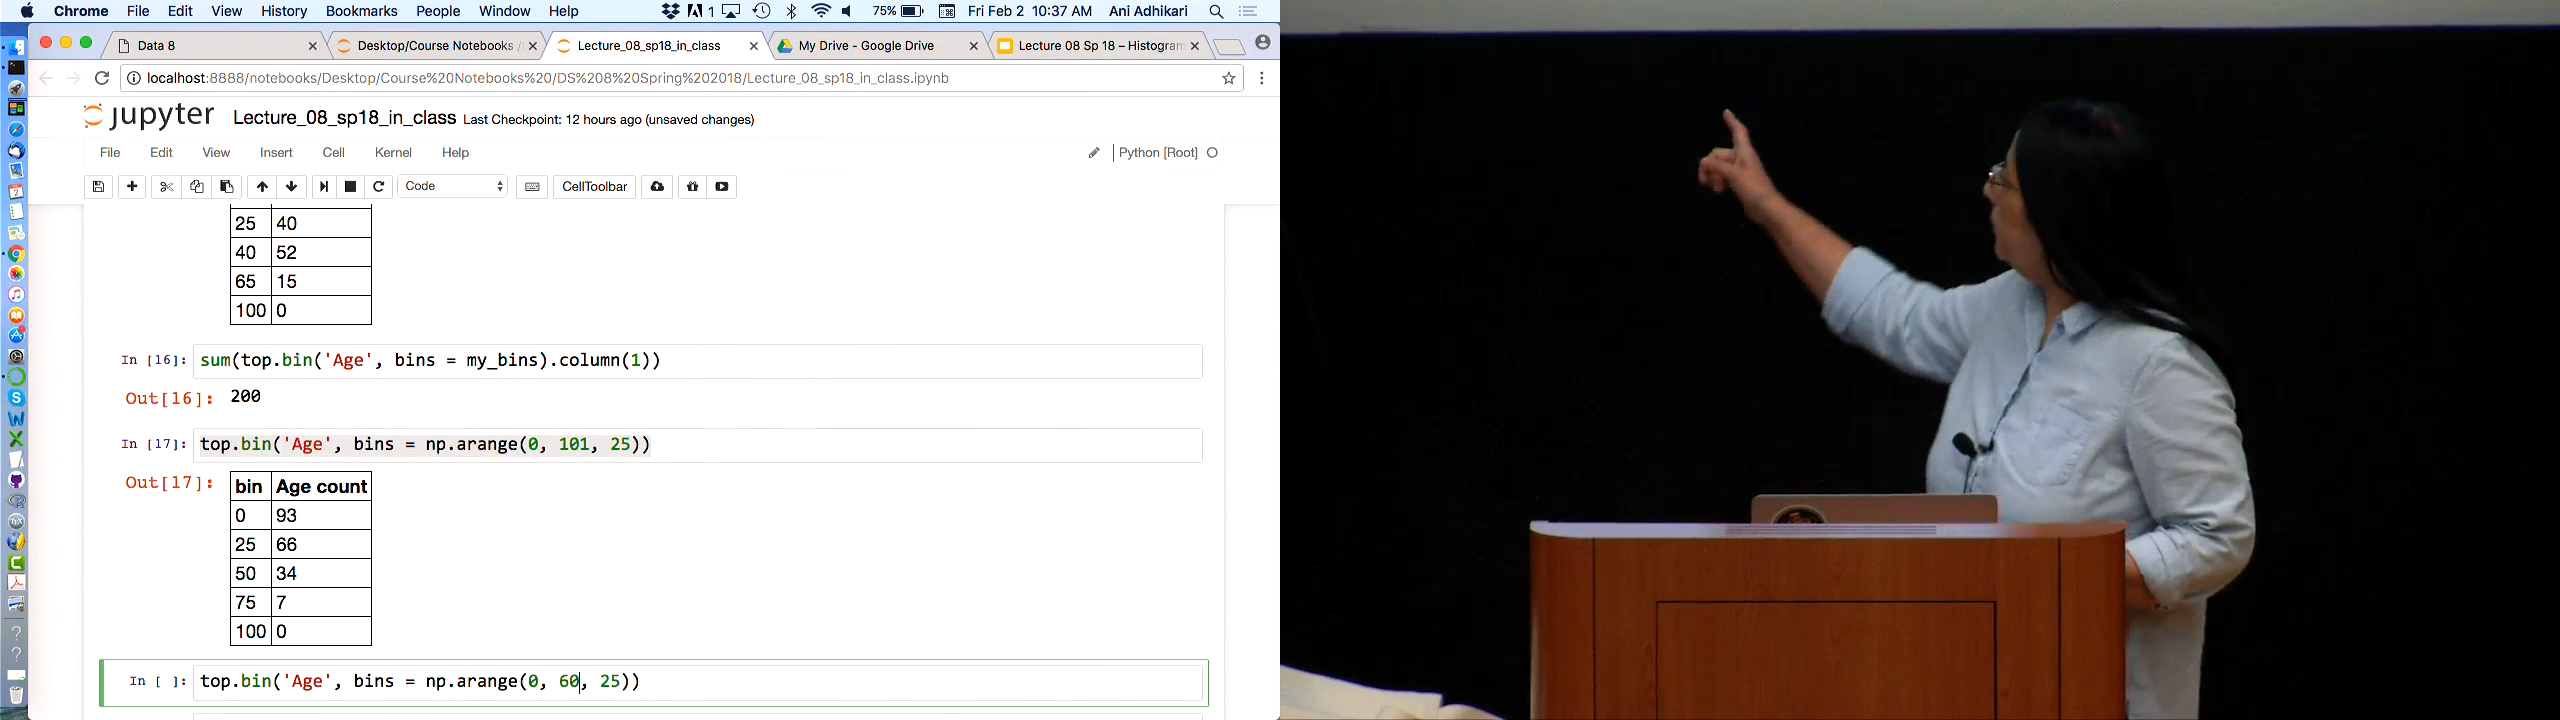 Chrome File Edit View History Bookmarks People Window Help 1 75% Fri Feb 2 10:37 AM Ani Adhikari
Data 8 Desktop/Course Notebooks / Lecture_08_sp18_in_class My Drive - Google Drive Lecture 08 Sp 18 – Histogram
localhost:8888/notebooks/Desktop/Course%20Notebooks%20/DS%208%20Spring%202018/Lecture_08_sp18_in_class.ipynb
jupyter Lecture_08_sp18_in_class Last Checkpoint: 12 hours ago (unsaved changes)
File Edit View Insert Cell Kernel Help Python [Root]
Code CellToolbar
25 40
40 52
65 15
100 0
In [16]: sum(top.bin('Age', bins = my_bins).column(1))
Out[16]: 200
In [17]: top.bin('Age', bins = np.arange(0, 101, 25))
Out[17]: bin Age count
0 93
25 66
50 34
75 7
100 0
In [ ]: top.bin('Age', bins = np.arange(0, 60, 25))